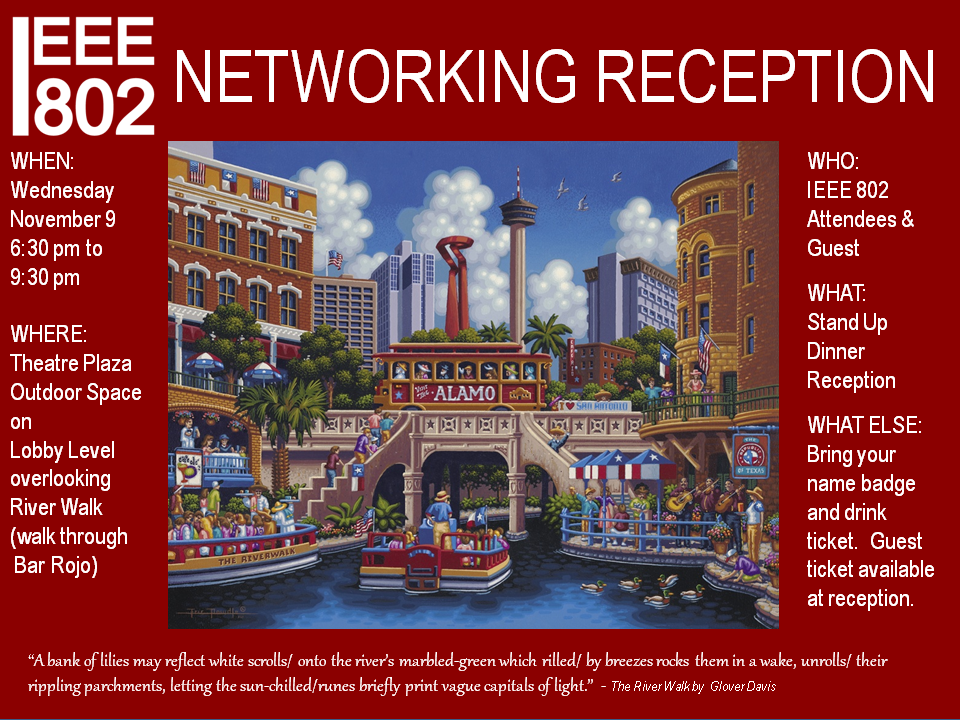 IEEE
802
NETWORKING RECEPTION
WHEN:
Wednesday
November 9
6:30 pm to
9:30 pm
WHERE:
Theatre Plaza
Outdoor Space
on
Lobby Level
overlooking
River Walk
(walk through
Bar Rojo)
ALAMO
I ♥ SAN ANTONIO
THE RIVERWALK
REPUBLIC
OF TEXAS
WHO:
IEEE 802
Attendees &
Guest
WHAT:
Stand Up
Dinner
Reception
WHAT ELSE:
Bring your
name badge
and drink
ticket.  Guest
ticket available
at reception.
“A bank of lilies may reflect white scrolls/ onto the river’s marbled-green which rilled/ by breezes rocks them in a wake, unrolls/ their
rippling parchments, letting the sun-chilled/runes briefly print vague capitals of light.”  ~ The River Walk by Glover Davis